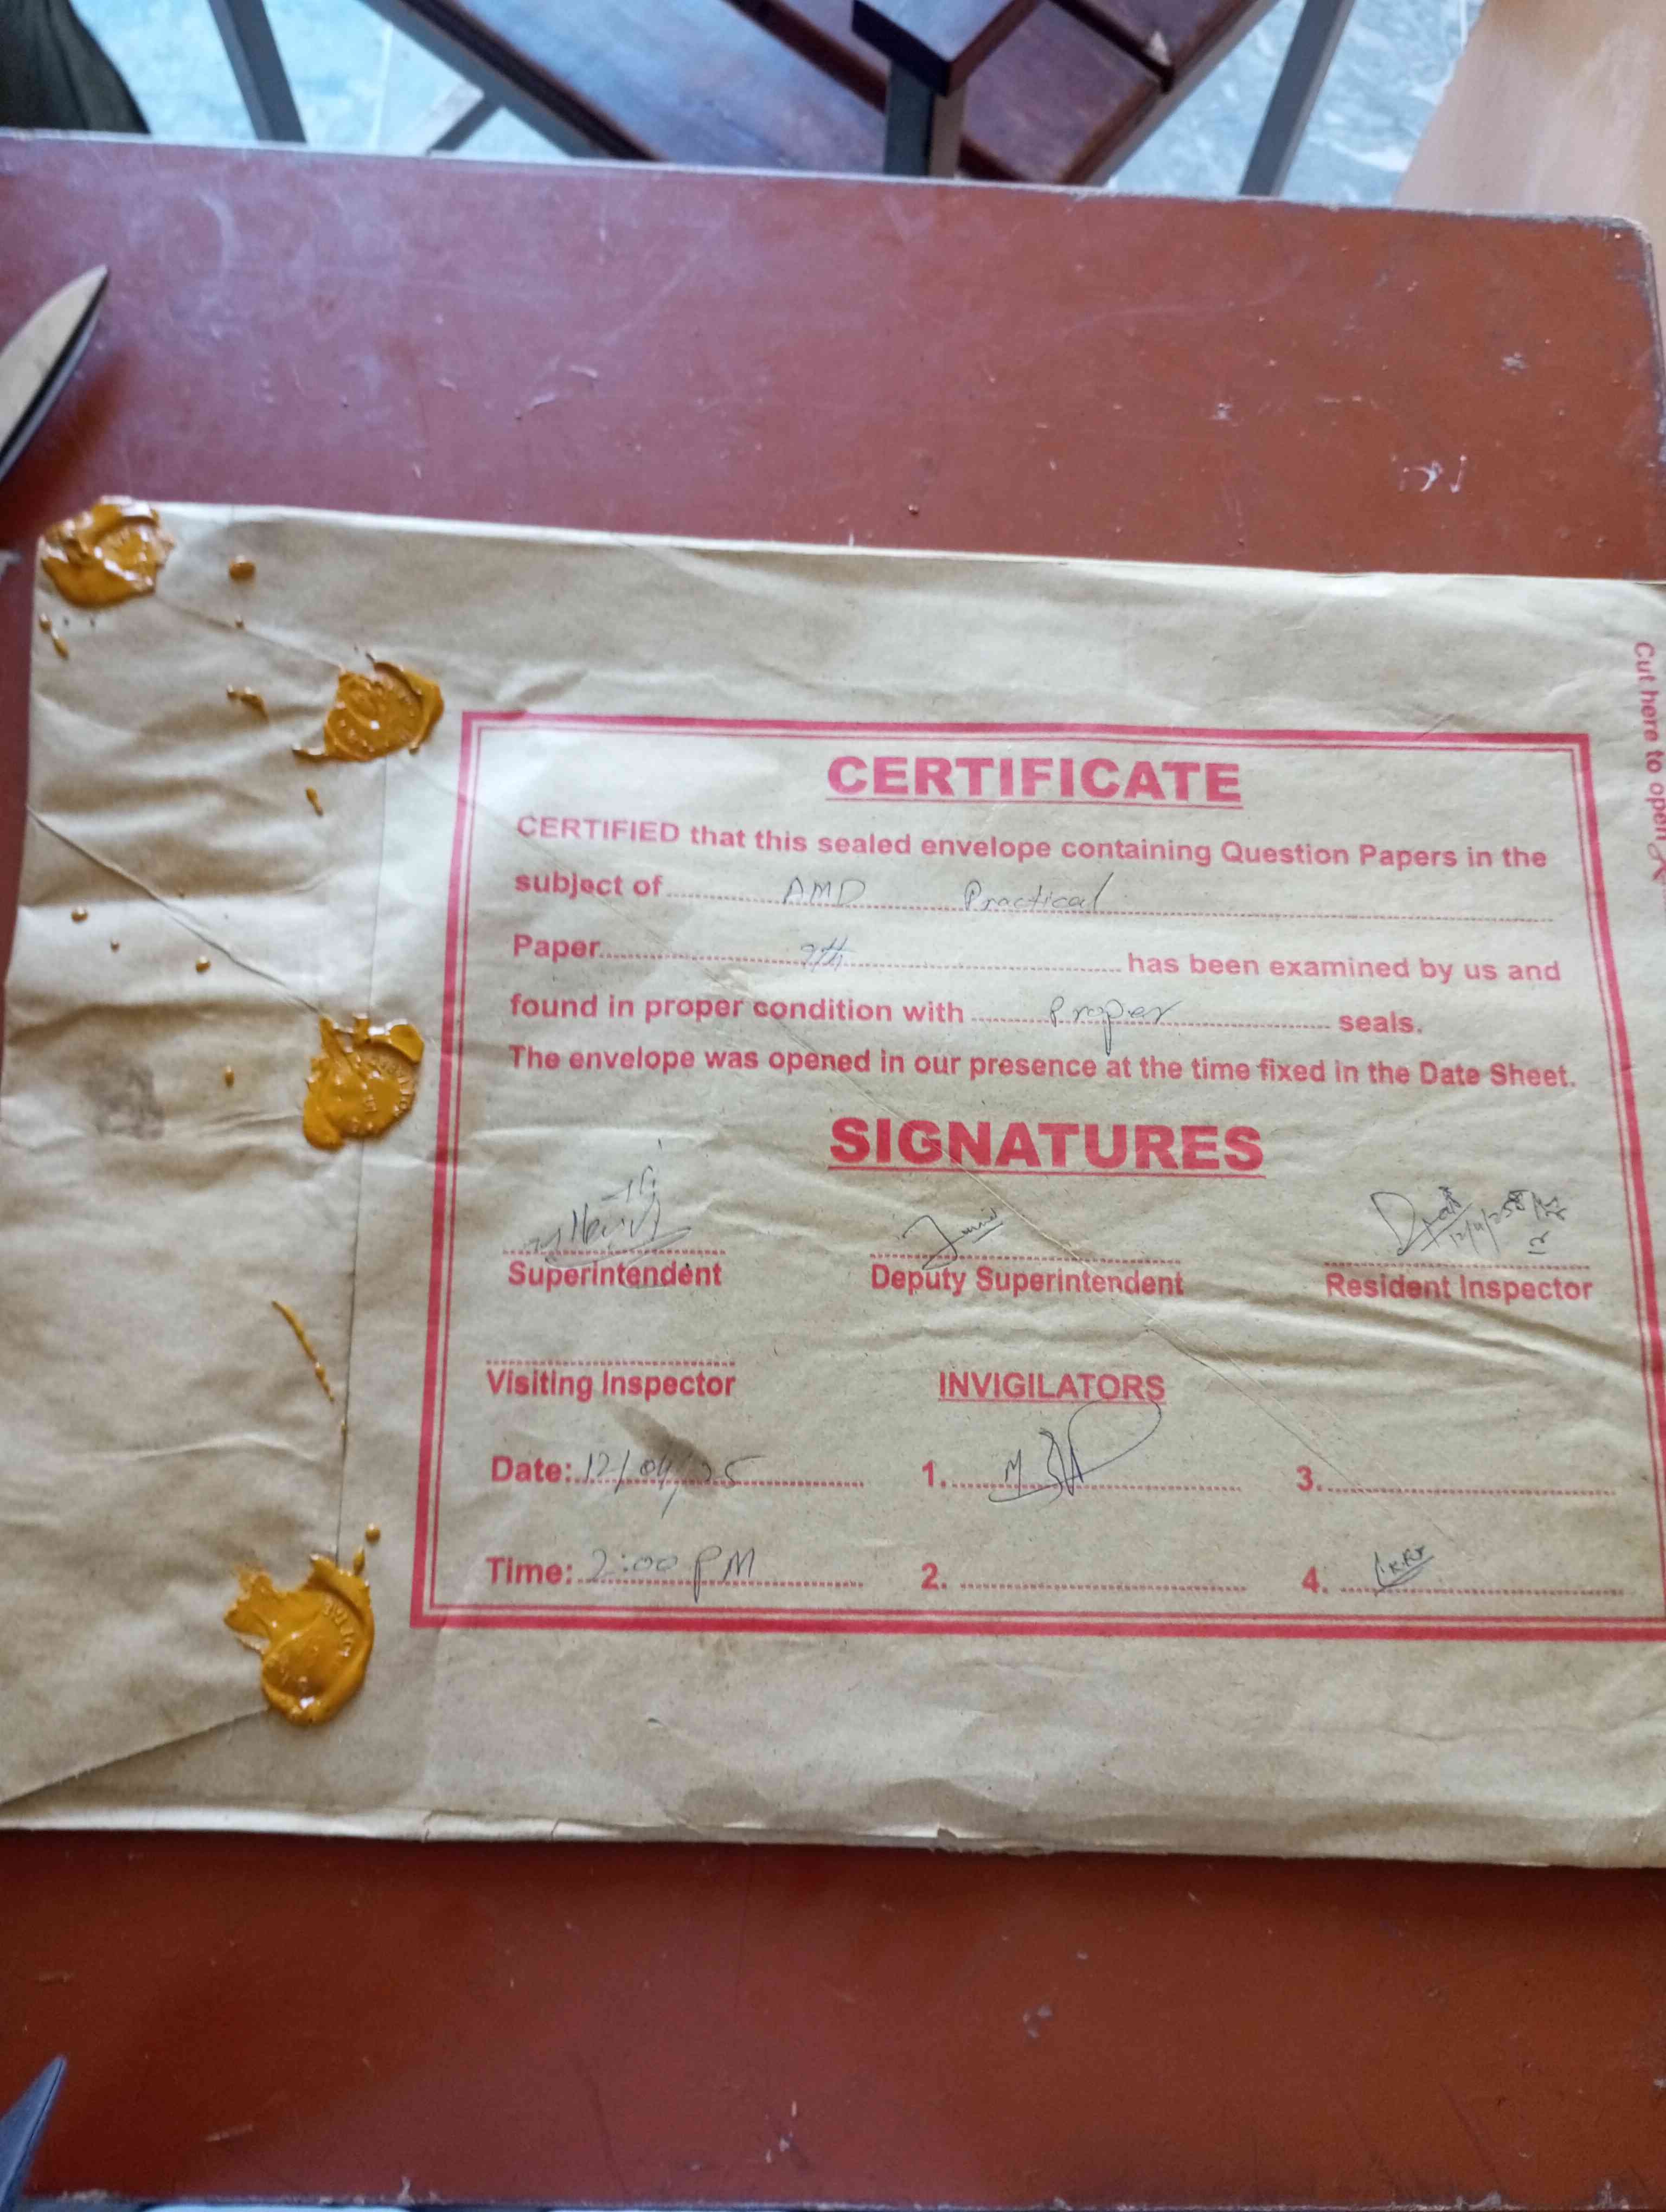 CERTIFICATE
CERTIFIED that this sealed envelope containing Question Papers in the
subject of AMD Practical
Paper 9th has been examined by us and
found in proper condition with Proper seals.
The envelope was opened in our presence at the time fixed in the Date Sheet.
SIGNATURES
12/4/25
Superintendent Deputy Superintendent Resident Inspector
Visiting Inspector INVIGILATORS
Date: 12/04/25 1. 3.
Time: 2:00 PM 2. 4.
Cut here to open